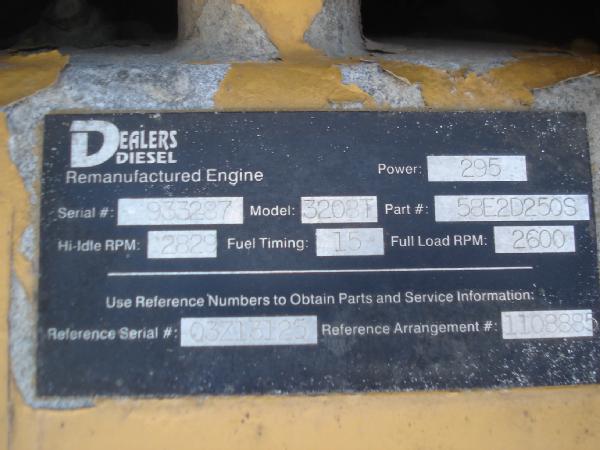 DEALERS
DIESEL
Remanufactured Engine Power: 295
Serial #: 933287 Model: 3208T Part #: 58E2D250S
Hi-Idle RPM: 2829 Fuel Timing: 15 Full Load RPM: 2600
Use Reference Numbers to Obtain Parts and Service Information:
Reference Serial #: 03Z13125 Reference Arrangement #: 1108885